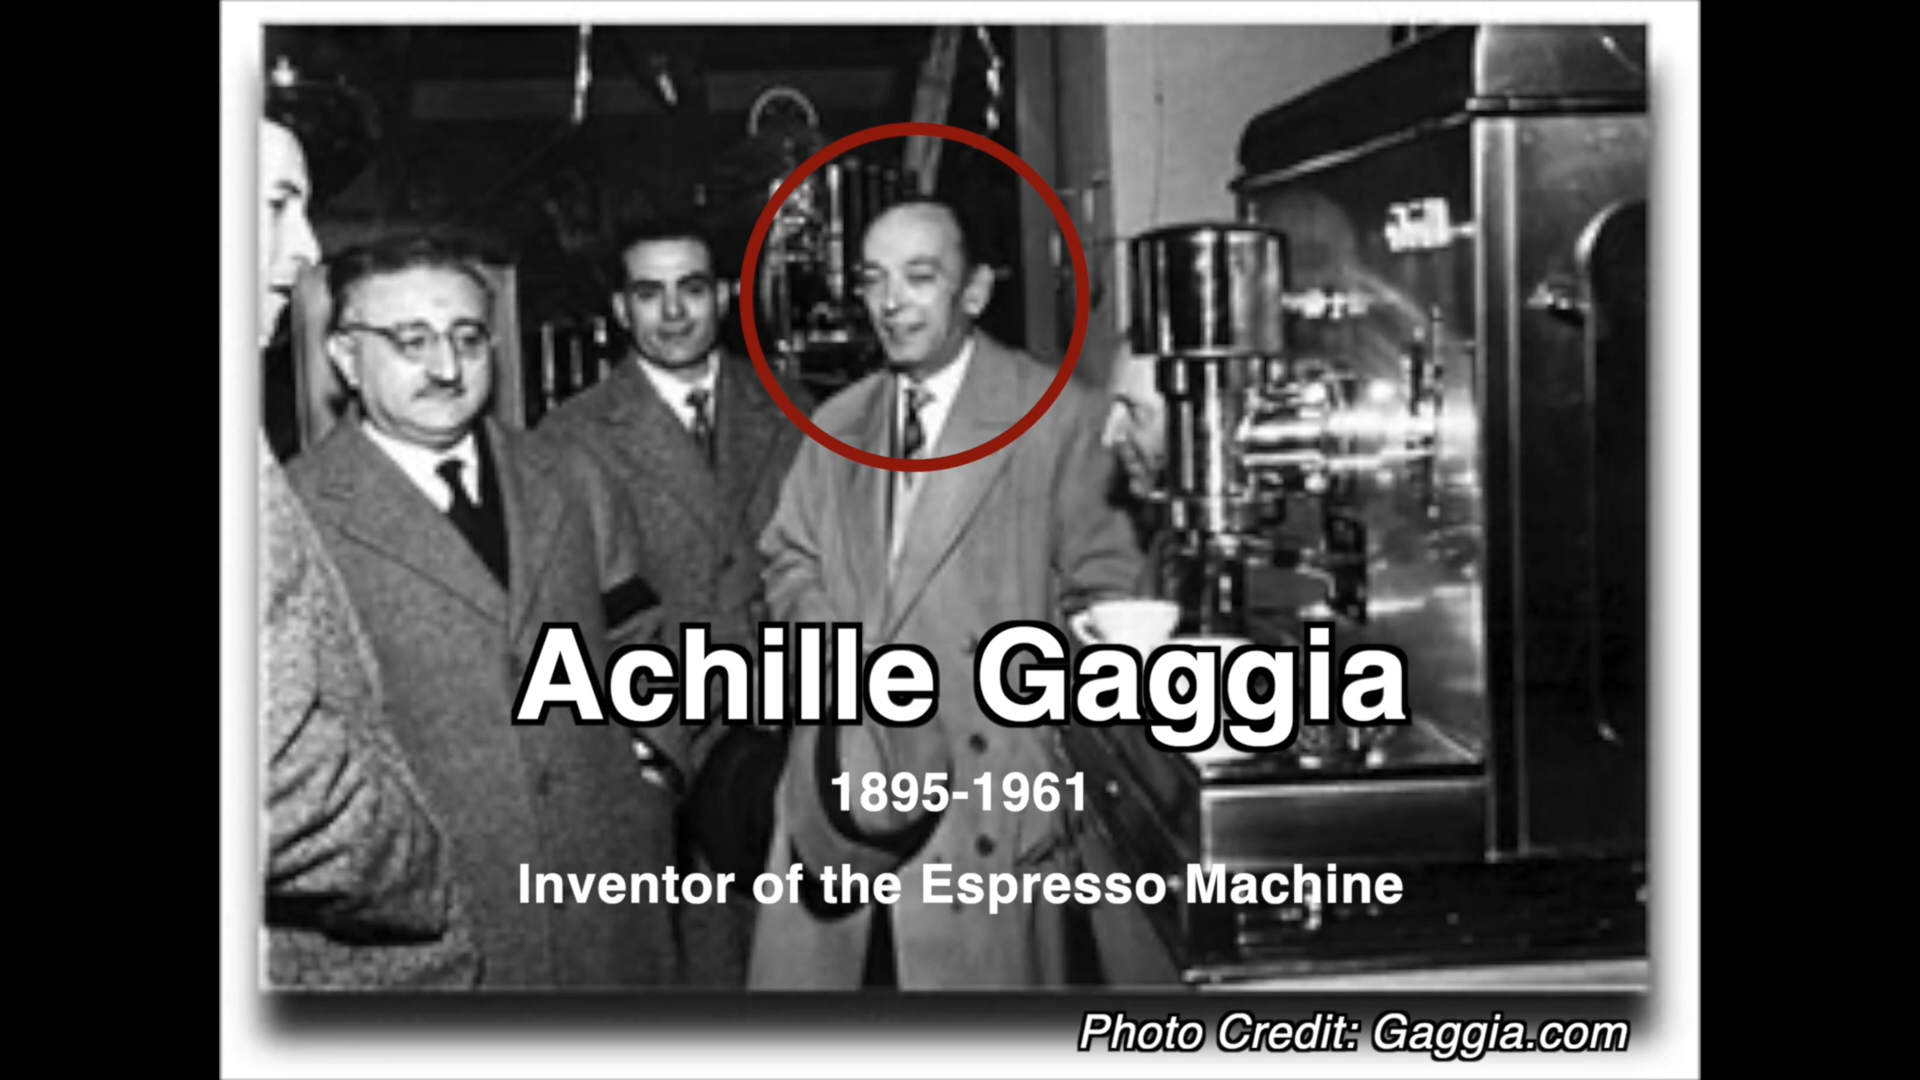 Achille Gaggia
1895-1961
Inventor of the Espresso Machine
Photo Credit: Gaggia.com